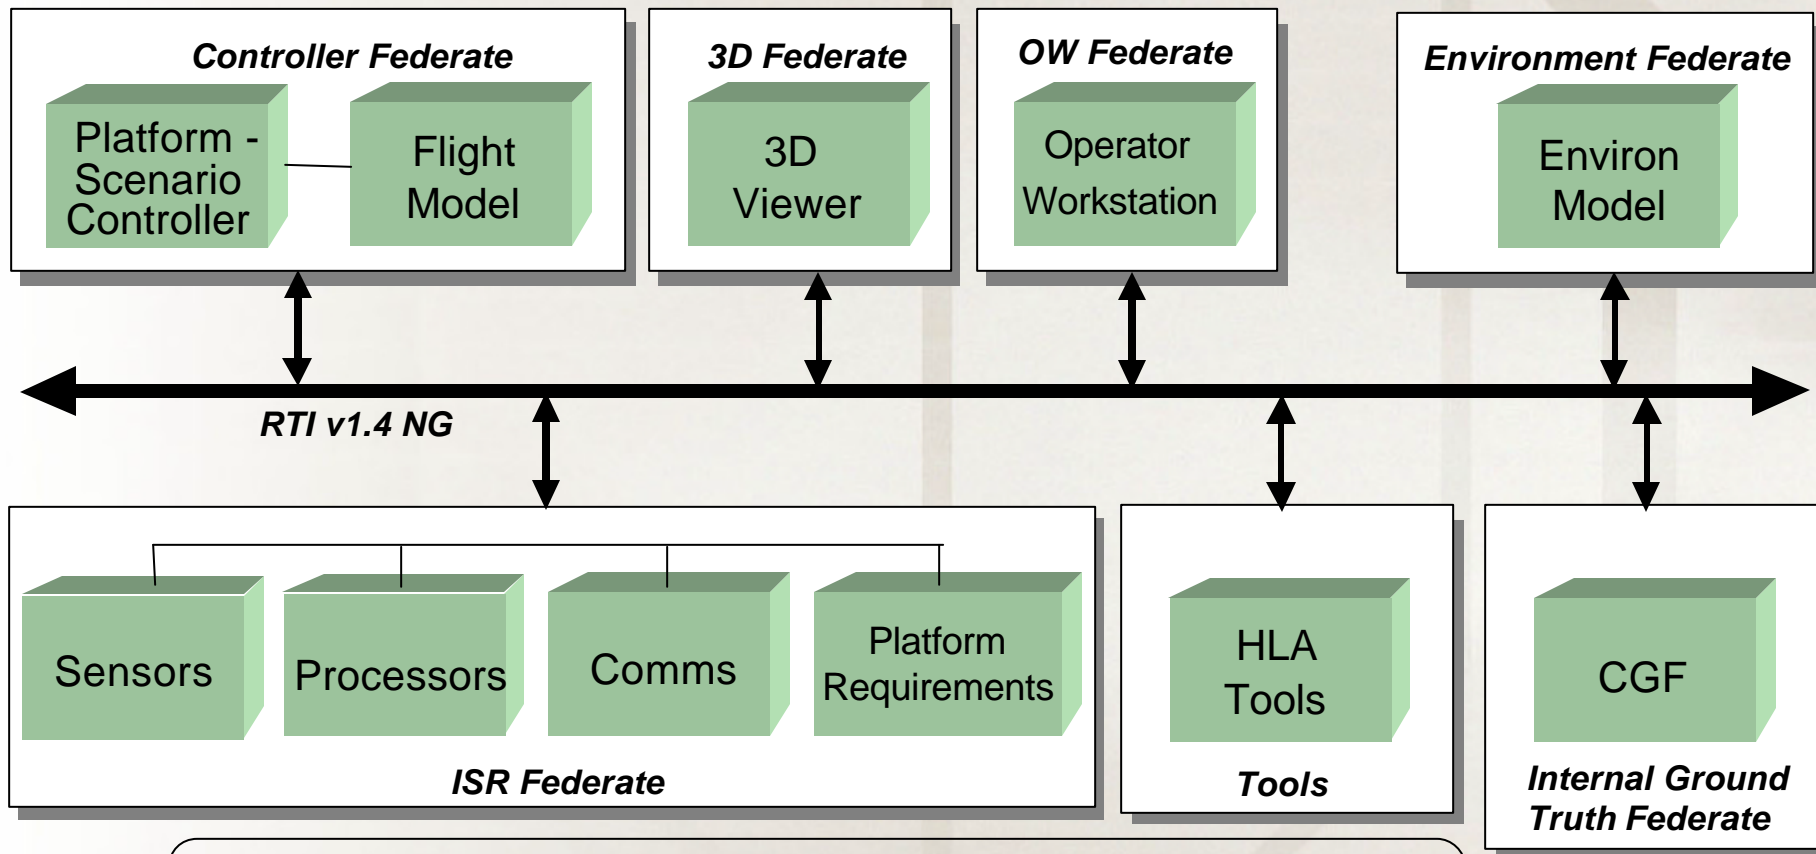 Controller Federate
Platform -
Scenario
Controller
Flight
Model
3D Federate
3D
Viewer
OW Federate
Operator
Workstation
Environment Federate
Environ
Model
RTI v1.4 NG
Sensors
Processors
Comms
Platform
Requirements
ISR Federate
HLA
Tools
Tools
CGF
Internal Ground
Truth Federate